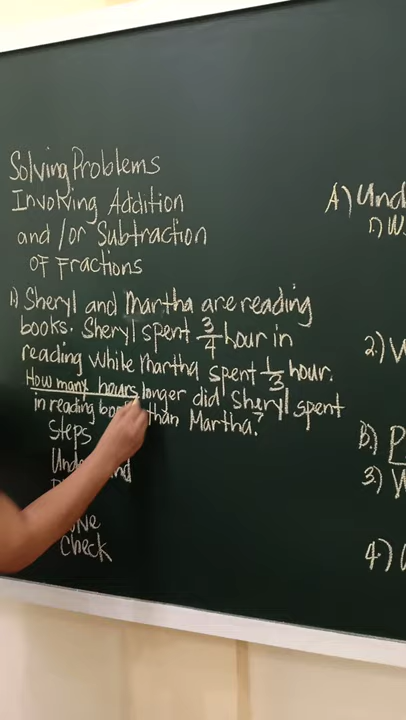 Solving Problems
Involving Addition
and/or Subtraction
of Fractions
1) Sheryl and Martha are reading
books. Sheryl spent 3/4 hour in
reading while Martha spent 1/3 hour.
How many hours longer did Sheryl spent
in reading than Martha.?
Steps
Check
A)
1)
2)
B)
3)
4)